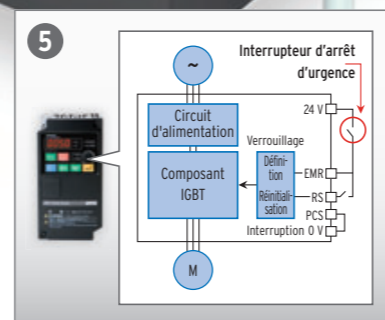 5
Interrupteur d'arrêt
d'urgence
~
24 V
Circuit
d'alimentation
Verrouillage
Composant
IGBT
Défini-
tion
Réinitiali-
sation
EMR
RS
PCS
Interruption 0 V
M